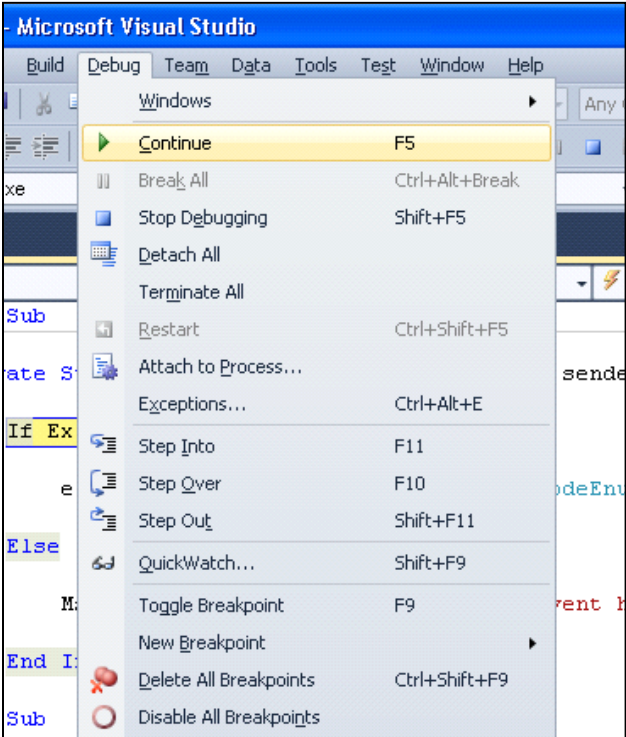 - Microsoft Visual Studio
Build Debug Team Data Tools Test Window Help
Windows
Any
Continue F5
Break All Ctrl+Alt+Break
xe
Stop Debugging Shift+F5
Detach All
Terminate All
Sub
Restart Ctrl+Shift+F5
ate S Attach to Process... sende
Exceptions... Ctrl+Alt+E
If Ex
Step Into F11
e Step Over F10 odeEnu
Step Out Shift+F11
Else
QuickWatch... Shift+F9
M Toggle Breakpoint F9 vent h
New Breakpoint
End I
Delete All Breakpoints Ctrl+Shift+F9
Sub Disable All Breakpoints